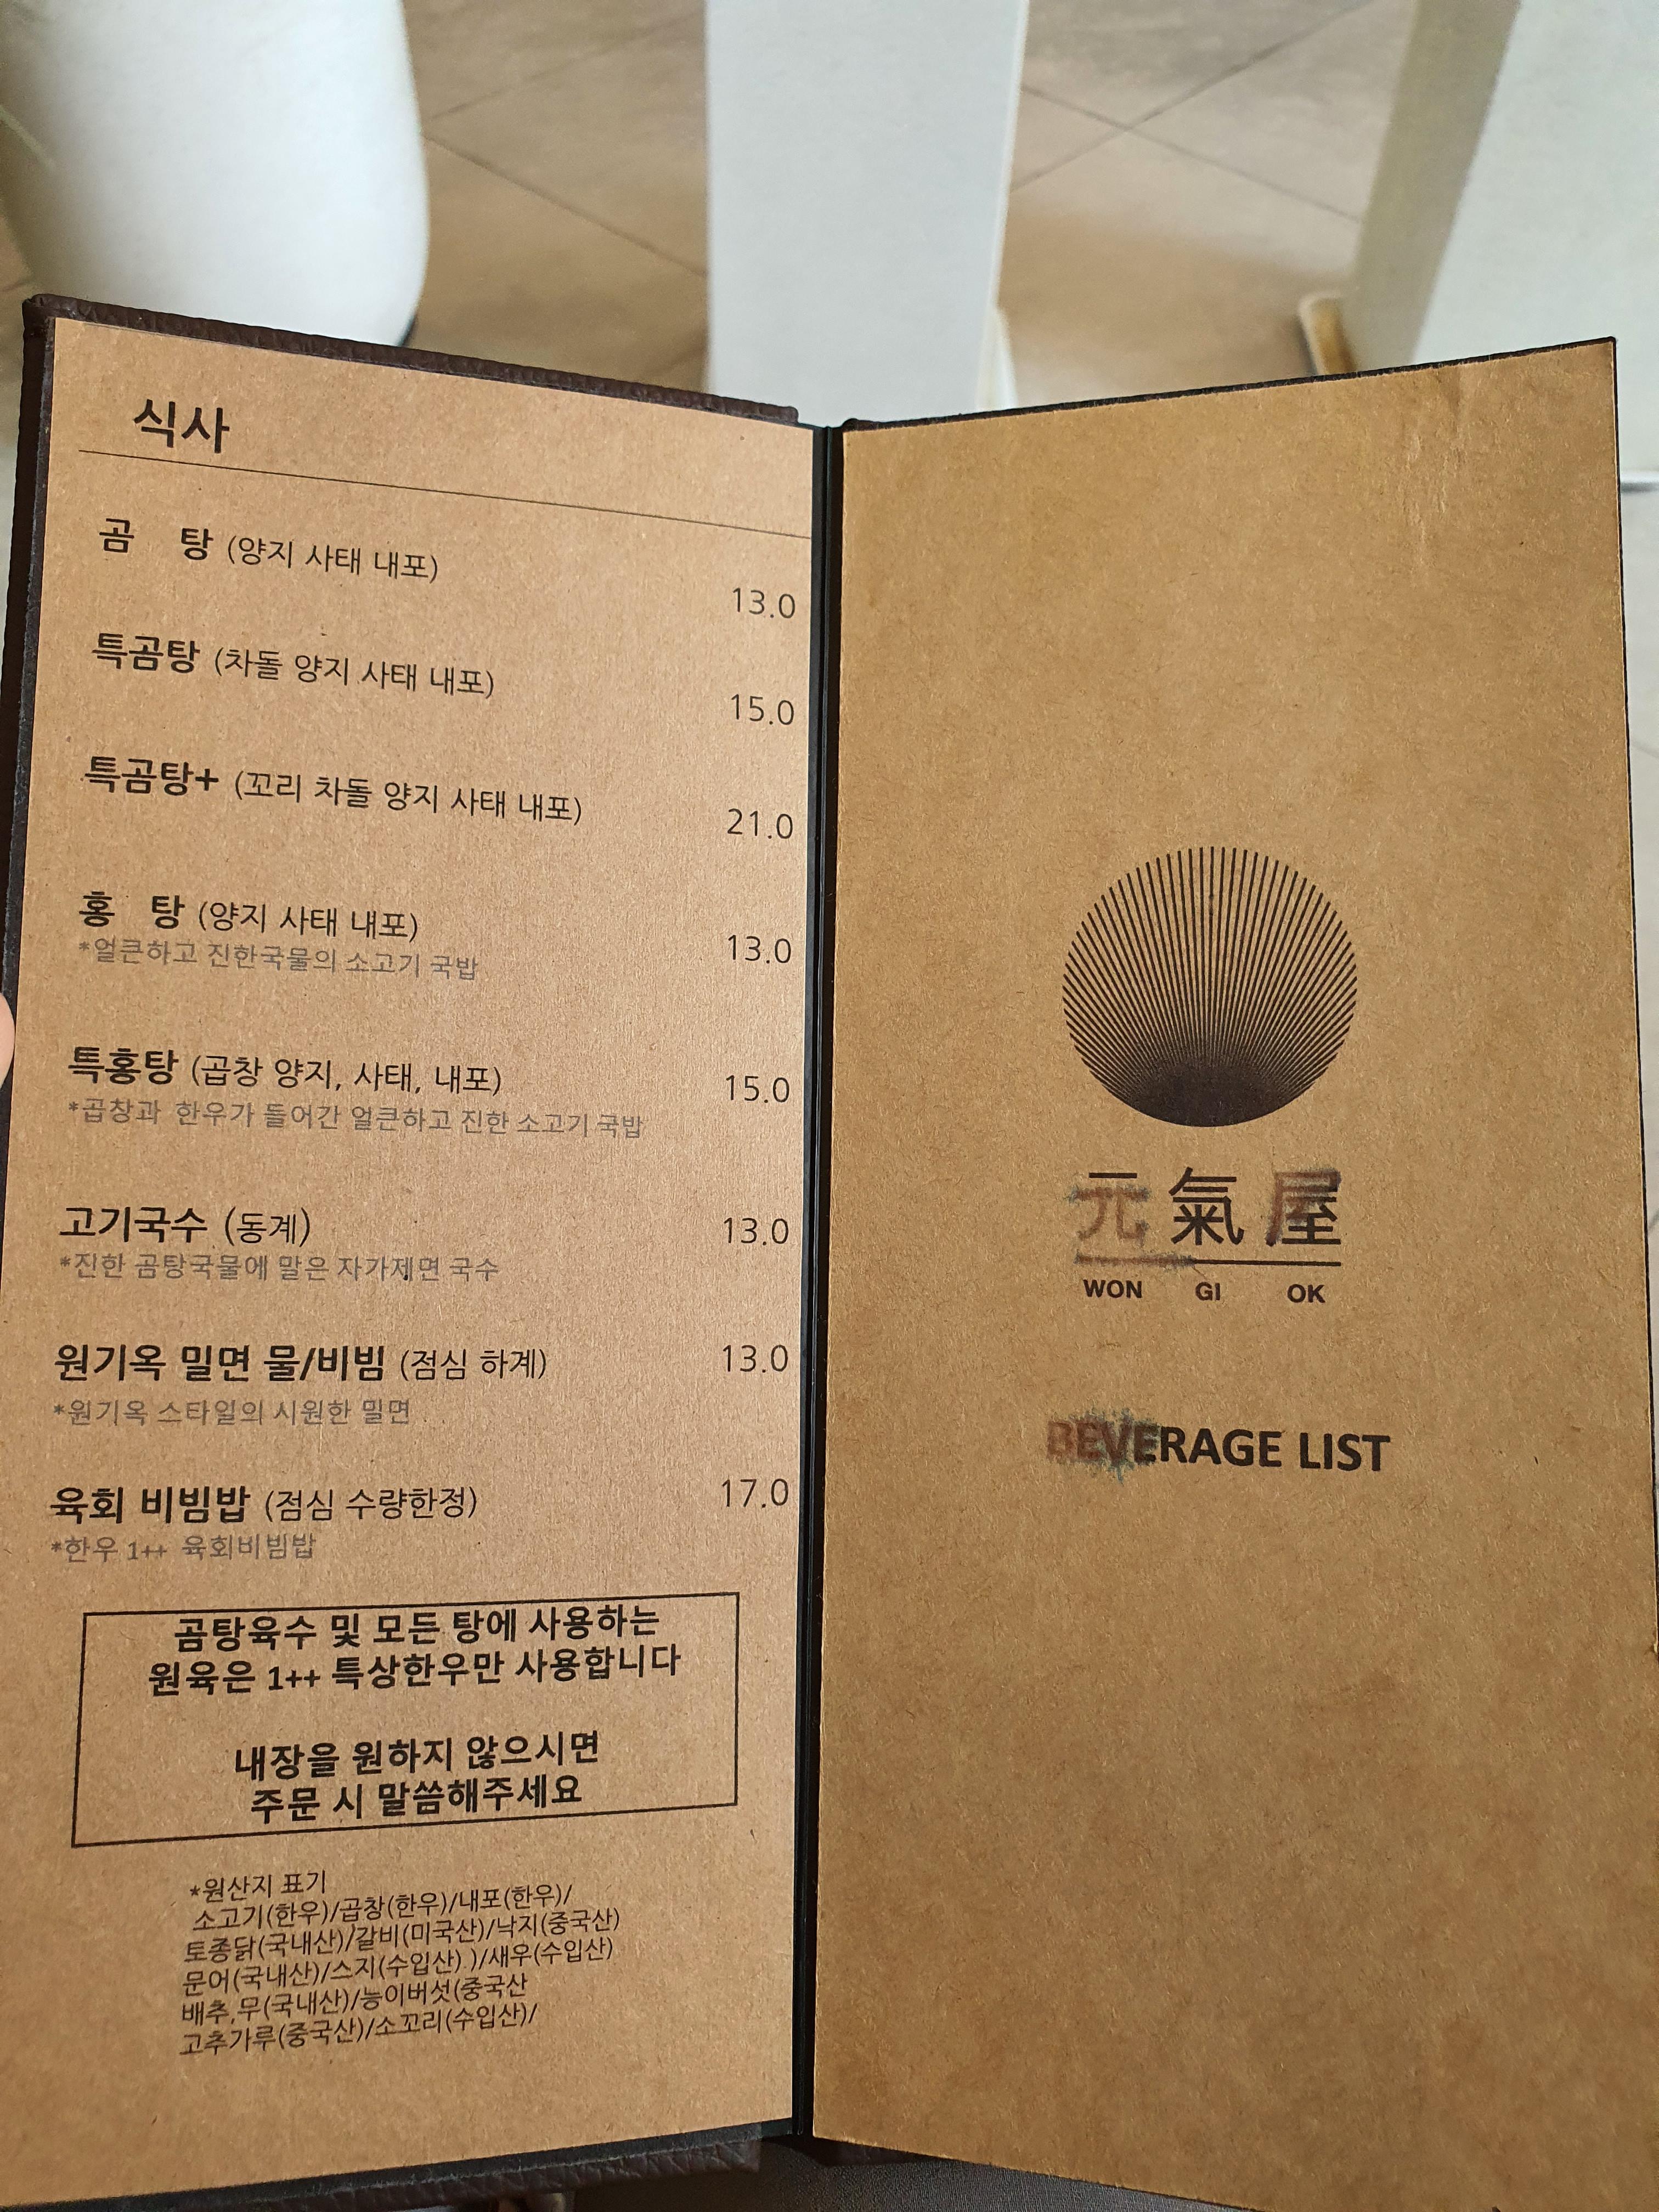 식사
곰 탕 (양지 사태 내포)
13.0
특곰탕 (차돌 양지 사태 내포)
15.0
특곰탕+ (꼬리 차돌 양지 사태 내포)
21.0
홍 탕 (양지 사태 내포)
13.0
*얼큰하고 진한국물의 소고기 국밥
특홍탕 (곱창 양지, 사태, 내포)
15.0
*곱창과 한우가 들어간 얼큰하고 진한 소고기 국밥
고기국수 (동계)
13.0
*진한 곰탕국물에 말은 자가제면 국수
원기옥 밀면 물/비빔 (점심 하계)
13.0
*원기옥 스타일의 시원한 밀면
육회 비빔밥 (점심 수량한정)
17.0
*한우 1++ 육회비빔밥
곰탕육수 및 모든 탕에 사용하는
원육은 1++ 특상한우만 사용합니다
내장을 원하지 않으시면
주문 시 말씀해주세요
*원산지 표기
소고기(한우)/곱창(한우)/내포(한우)/
토종닭(국내산)/갈비(미국산)/낙지(중국산)
문어(국내산)/스지(수입산).)/새우(수입산)
배추,무(국내산)/능이버섯(중국산
고추가루(중국산)/소꼬리(수입산)/
元氣屋
WON GI OK
BEVERAGE LIST